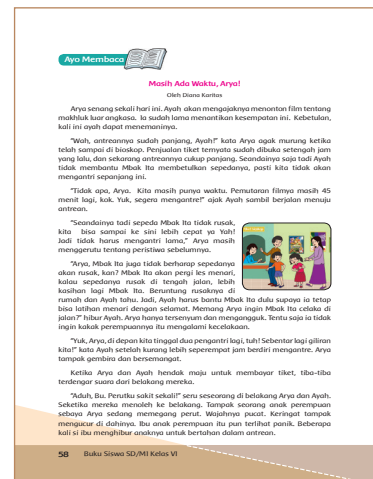 Ayo Membaca
Masih Ada Waktu, Arya!
Oleh Diana Karitas
Arya senang sekali hari ini. Ayah akan mengajaknya menonton film tentang
makhluk luar angkasa. Ia sudah lama menantikan kesempatan ini. Kebetulan,
kali ini ayah dapat menemaninya.
"Wah, antreannya sudah panjang, Ayah!" kata Arya agak murung ketika
telah sampai di bioskop. Penjualan tiket ternyata sudah dibuka setengah jam
yang lalu, dan sekarang antreannya cukup panjang. Seandainya saja tadi Ayah
tidak membantu Mbak Ita membetulkan sepedanya, pasti kita tidak akan
mengantri sepanjang ini.
"Tidak apa, Arya. Kita masih punya waktu. Pemutaran filmya masih 45
menit lagi, kok. Yuk, segera mengantre!" ajak Ayah sambil berjalan menuju
antrean.
"Seandainya tadi sepeda Mbak Ita tidak rusak,
kita bisa sampai ke sini lebih cepat ya Yah!
Jadi tidak harus mengantri lama," Arya masih
menggerutu tentang peristiwa sebelumnya.
"Arya, Mbak Ita juga tidak berharap sepedanya
akan rusak, kan? Mbak Ita akan pergi les menari,
kalau sepedanya rusak di tengah jalan, lebih
kasihan lagi Mbak Ita. Beruntung rusaknya di
rumah dan Ayah tahu. Jadi, Ayah harus bantu Mbak Ita dulu supaya ia tetap
bisa latihan menari dengan selamat. Memang Arya ingin Mbak Ita celaka di
jalan?" hibur Ayah. Arya hanya tersenyum dan mengangguk. Tentu saja ia tidak
ingin kakak perempuannya itu mengalami kecelakaan.
"Yuk, Arya, di depan kita tinggal dua pengantri lagi, tuh! Sebentar lagi giliran
kita!" kata Ayah setelah kurang lebih seperempat jam berdiri mengantre. Arya
tampak gembira dan bersemangat.
Ketika Arya dan Ayah hendak maju untuk membayar tiket, tiba-tiba
terdengar suara dari belakang mereka.
"Aduh, Bu. Perutku sakit sekali!" seru seseorang di belakang Arya dan Ayah.
Seketika mereka menoleh ke belakang. Tampak seorang anak perempuan
sebaya Arya sedang memegang perut. Wajahnya pucat. Keringat tampak
mengucur di dahinya. Ibu anak perempuan itu pun terlihat panik. Beberapa
kali si ibu menghibur anaknya untuk bertahan dalam antrean.
58 Buku Siswa SD/MI Kelas VI